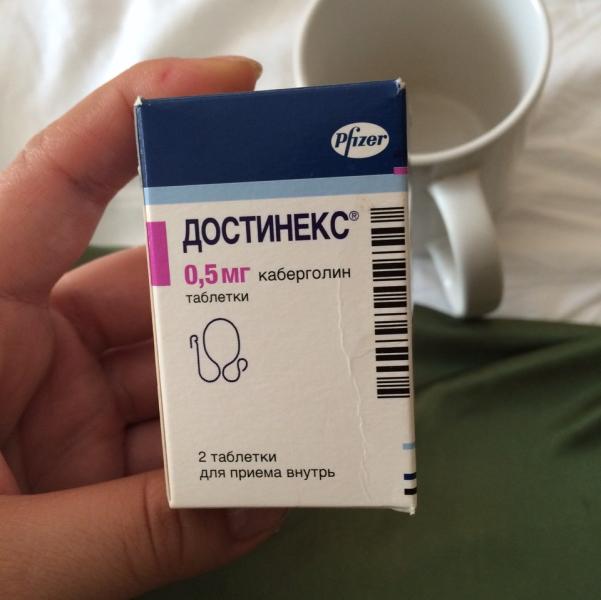 Pfizer
ДОСТИНЕКС®
0,5 мг каберголин
таблетки
2 таблетки
для приема внутрь